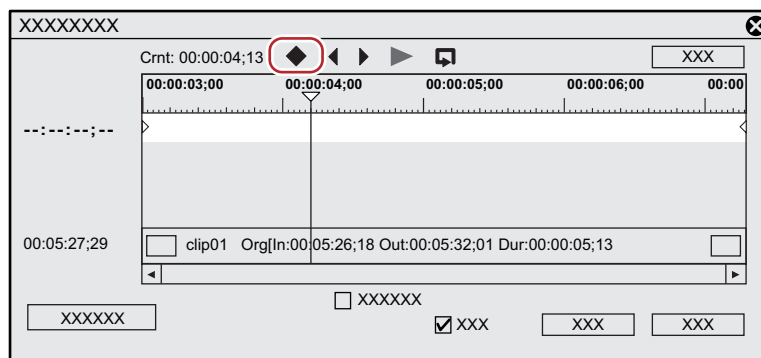 XXXXXXXX
Crnt: 00:00:04;13
XXX
00:00:03;00 00:00:04;00 00:00:05;00 00:00:06;00 00:00
--:--:--;--
00:05:27;29 clip01 Org[In:00:05:26;18 Out:00:05:32;01 Dur:00:00:05;13
XXXXXX
XXXXXX
XXX XXX XXX